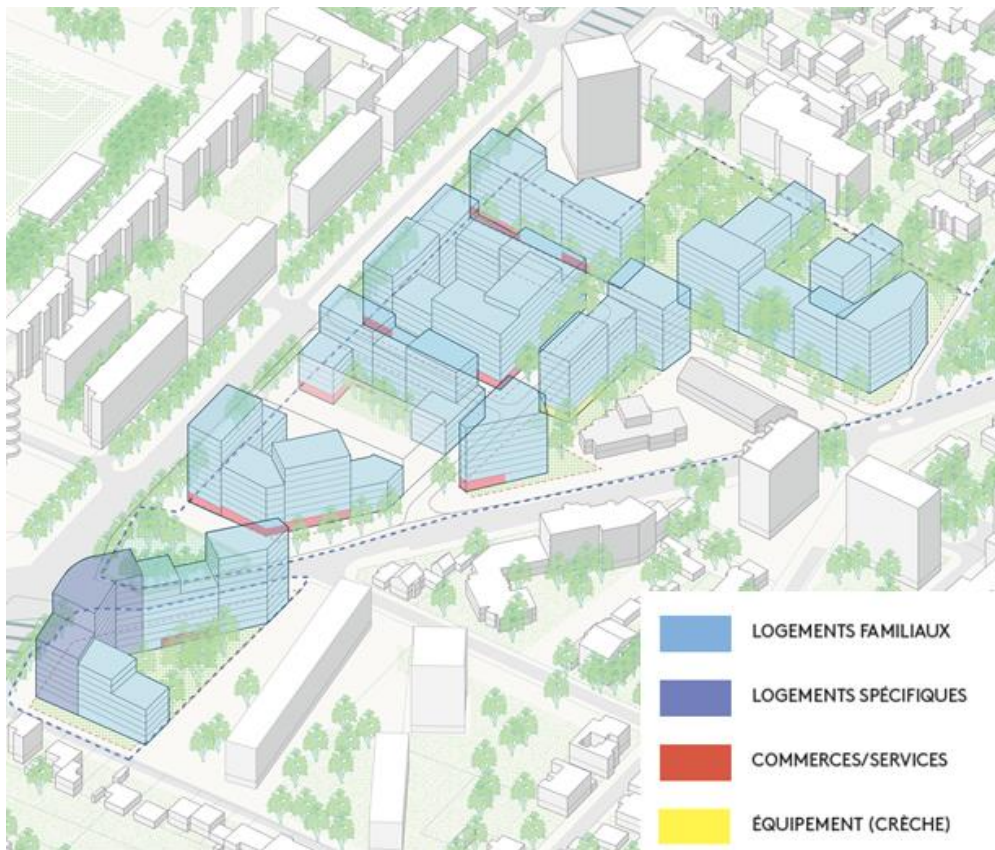 LOGEMENTS FAMILIAUX
LOGEMENTS SPÉCIFIQUES
COMMERCES/SERVICES
ÉQUIPEMENT (CRÈCHE)